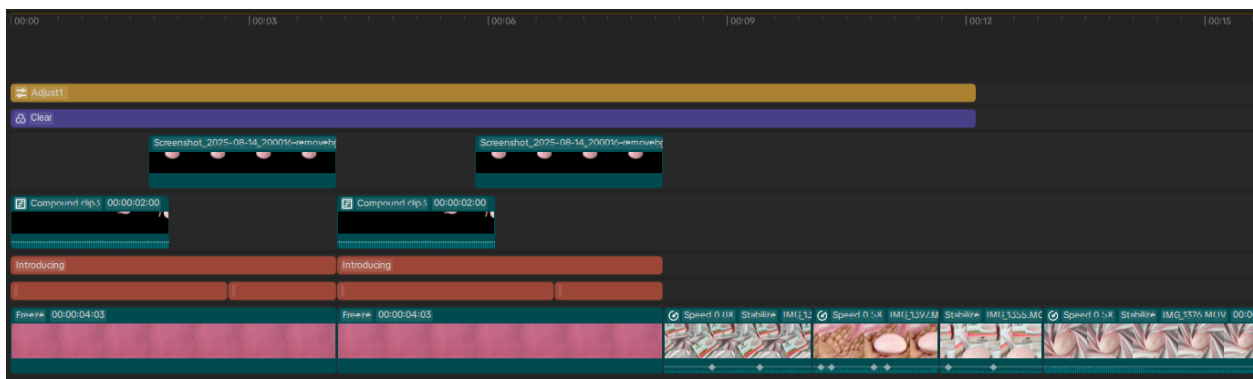 00:00 00:03 00:06 00:09 00:12 00:15
Adjust1
Clear
Screenshot_2025-08-14_200016-removebg Screenshot_2025-08-14_200016-removebg
Compound clip5 00:00:02:00 Compound clip5 00:00:02:00
Introducing Introducing
Freeze 00:00:04:03 Freeze 00:00:04:03 Speed 0.8X Stabilize Speed 0.5X IMG_1397.M Stabilize IMG_1355.MO Speed 0.5X Stabilize IMG_1376.MOV